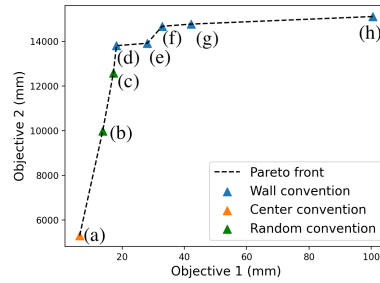 14000
12000
10000
8000
6000
Objective 2 (mm)
(a)
(b)
(c)
(d)
(e)
(f)
(g)
(h)
Pareto front
Wall convention
Center convention
Random convention
20
40
60
80
100
Objective 1 (mm)